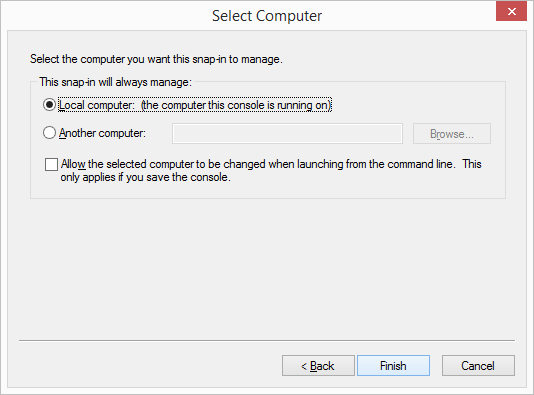 Select Computer
Select the computer you want this snap-in to manage.
This snap-in will always manage:
Local computer: (the computer this console is running on)
Another computer:
Browse...
Allow the selected computer to be changed when launching from the command line. This
only applies if you save the console.
< Back
Finish
Cancel